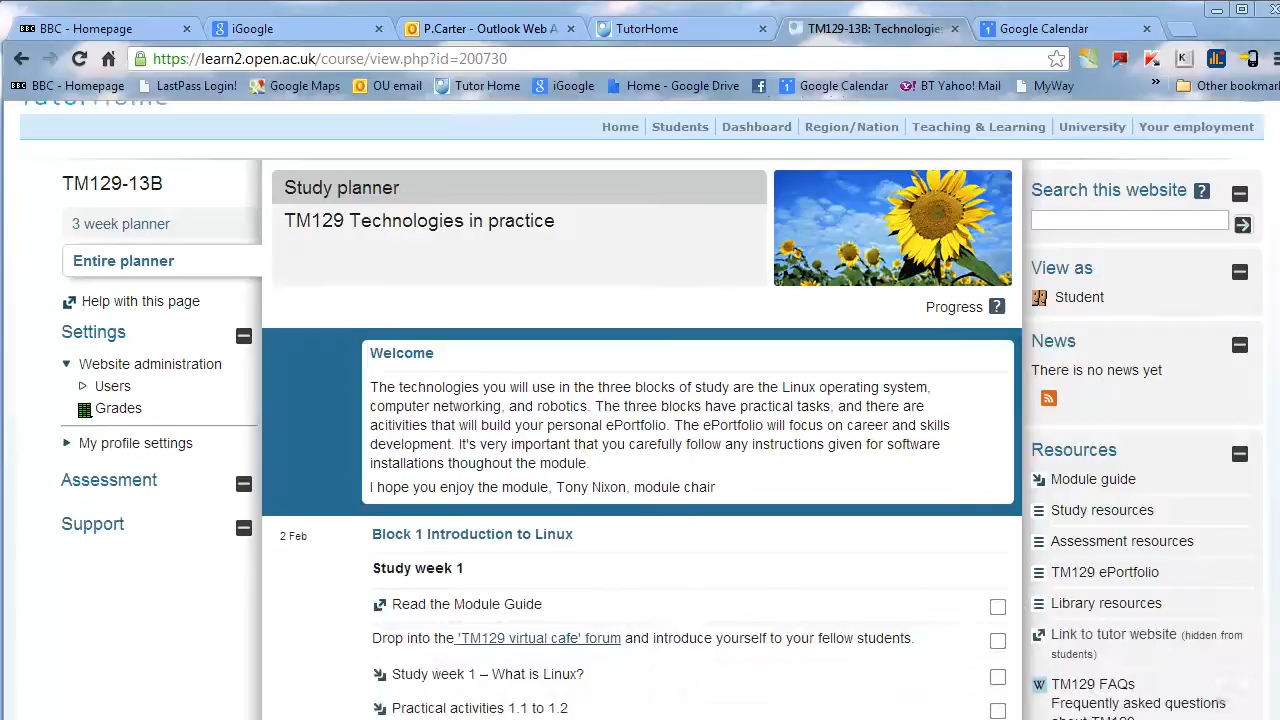 BBC - Homepage
iGoogle
P.Carter - Outlook Web A
TutorHome
TM129-13B: Technologie
Google Calendar
https://learn2.open.ac.uk/course/view.php?id=200730
BBC - Homepage LastPass Login! Google Maps OU email Tutor Home iGoogle Home - Google Drive Google Calendar BT Yahoo! Mail MyWay » Other bookmar
TutorHome
Home Students Dashboard Region/Nation Teaching & Learning University Your employment
TM129-13B
3 week planner
Entire planner
Help with this page
Settings
Website administration
Users
Grades
My profile settings
Assessment
Support
Study planner
TM129 Technologies in practice
Progress ?
Welcome
The technologies you will use in the three blocks of study are the Linux operating system,
computer networking, and robotics. The three blocks have practical tasks, and there are
acitivities that will build your personal ePortfolio. The ePortfolio will focus on career and skills
development. It's very important that you carefully follow any instructions given for software
installations thoughout the module.
I hope you enjoy the module, Tony Nixon, module chair
2 Feb
Block 1 Introduction to Linux
Study week 1
Read the Module Guide
Drop into the 'TM129 virtual cafe' forum and introduce yourself to your fellow students.
Study week 1 – What is Linux?
Practical activities 1.1 to 1.2
Search this website ?
View as
Student
News
There is no news yet
Resources
Module guide
Study resources
Assessment resources
TM129 ePortfolio
Library resources
Link to tutor website (hidden from
students)
W TM129 FAQs
Frequently asked questions
about TM129